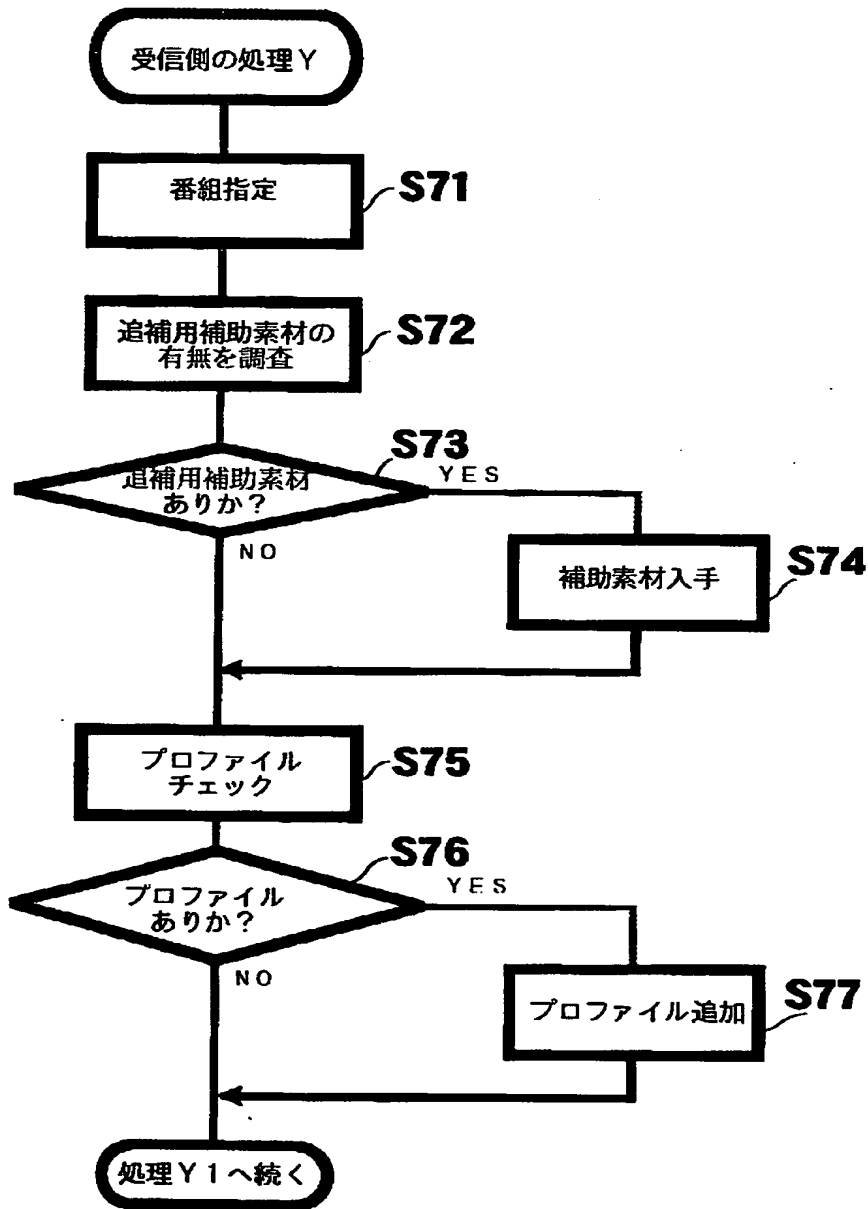 受信側の処理Y
番組指定
S71
追補用補助素材の
有無を調査
S72
S73
追補用補助素材
ありか?
YES
NO
補助素材入手
S74
プロファイル
チェック
S75
S76
プロファイル
ありか?
YES
NO
プロファイル追加
S77
処理Y1へ続く